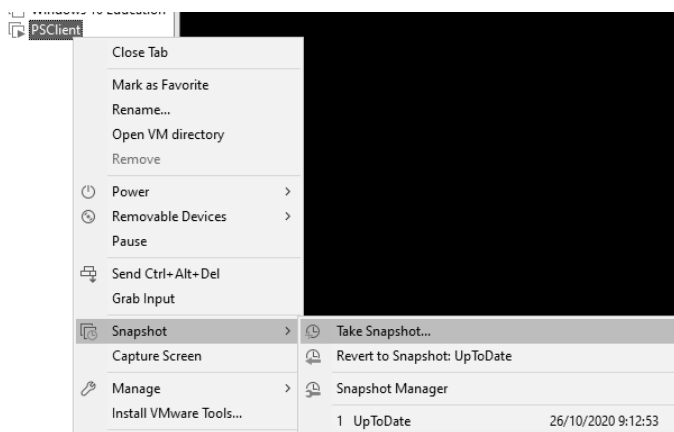 Windows 10 Education
PSClient
Close Tab
Mark as Favorite
Rename...
Open VM directory
Remove
Power
Removable Devices
Pause
Send Ctrl+Alt+Del
Grab Input
Snapshot
Take Snapshot...
Capture Screen
Revert to Snapshot: UpToDate
Manage
Snapshot Manager
Install VMware Tools...
1 UpToDate 26/10/2020 9:12:53